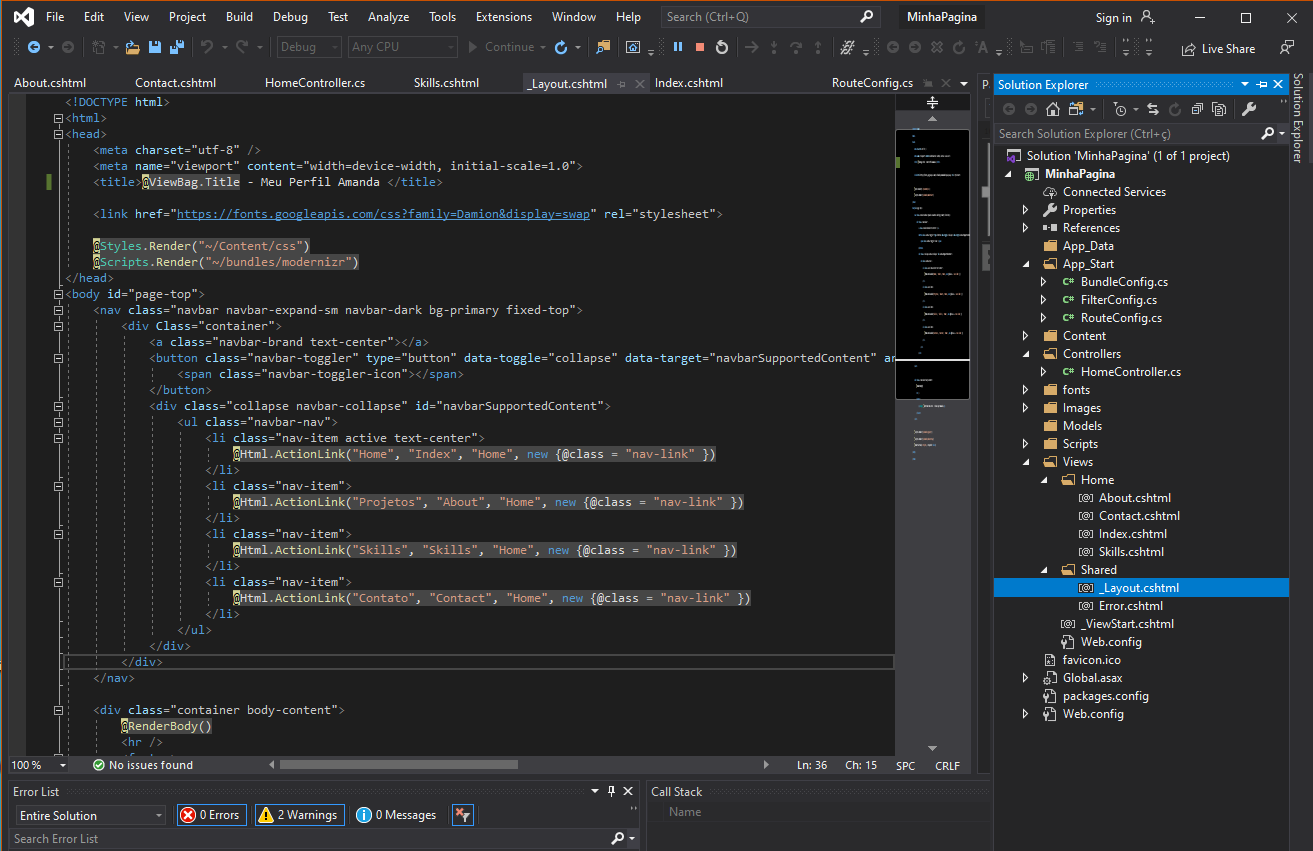 File Edit View Project Build Debug Test Analyze Tools Extensions Window Help Search (Ctrl+Q) MinhaPagina Sign in
Debug Any CPU Continue Live Share
About.cshtml Contact.cshtml HomeController.cs Skills.cshtml _Layout.cshtml Index.cshtml RouteConfig.cs P
<!DOCTYPE html>
<html>
<head>
<meta charset="utf-8" />
<meta name="viewport" content="width=device-width, initial-scale=1.0">
<title>@ViewBag.Title - Meu Perfil Amanda </title>
<link href="https://fonts.googleapis.com/css?family=Damion&display=swap" rel="stylesheet">
@Styles.Render("~/Content/css")
@Scripts.Render("~/bundles/modernizr")
</head>
<body id="page-top">
<nav class="navbar navbar-expand-sm navbar-dark bg-primary fixed-top">
<div Class="container">
<a class="navbar-brand text-center"></a>
<button class="navbar-toggler" type="button" data-toggle="collapse" data-target="navbarSupportedContent" ar
<span class="navbar-toggler-icon"></span>
</button>
<div class="collapse navbar-collapse" id="navbarSupportedContent">
<ul class="navbar-nav">
<li class="nav-item active text-center">
@Html.ActionLink("Home", "Index", "Home", new {@class = "nav-link" })
</li>
<li class="nav-item">
@Html.ActionLink("Projetos", "About", "Home", new {@class = "nav-link" })
</li>
<li class="nav-item">
@Html.ActionLink("Skills", "Skills", "Home", new {@class = "nav-link" })
</li>
<li class="nav-item">
@Html.ActionLink("Contato", "Contact", "Home", new {@class = "nav-link" })
</li>
</ul>
</div>
</div>
</nav>
<div class="container body-content">
@RenderBody()
<hr />
100 % No issues found Ln: 36 Ch: 15 SPC CRLF
Error List
Entire Solution 0 Errors 2 Warnings 0 Messages
Search Error List
Call Stack
Name
Solution Explorer
Search Solution Explorer (Ctrl+ç)
Solution 'MinhaPagina' (1 of 1 project)
MinhaPagina
Connected Services
Properties
References
App_Data
App_Start
C# BundleConfig.cs
C# FilterConfig.cs
C# RouteConfig.cs
Content
Controllers
C# HomeController.cs
fonts
Images
Models
Scripts
Views
Home
[@] About.cshtml
[@] Contact.cshtml
[@] Index.cshtml
[@] Skills.cshtml
Shared
[@] _Layout.cshtml
[@] Error.cshtml
[@] _ViewStart.cshtml
Web.config
favicon.ico
Global.asax
packages.config
Web.config
Solution Explorer